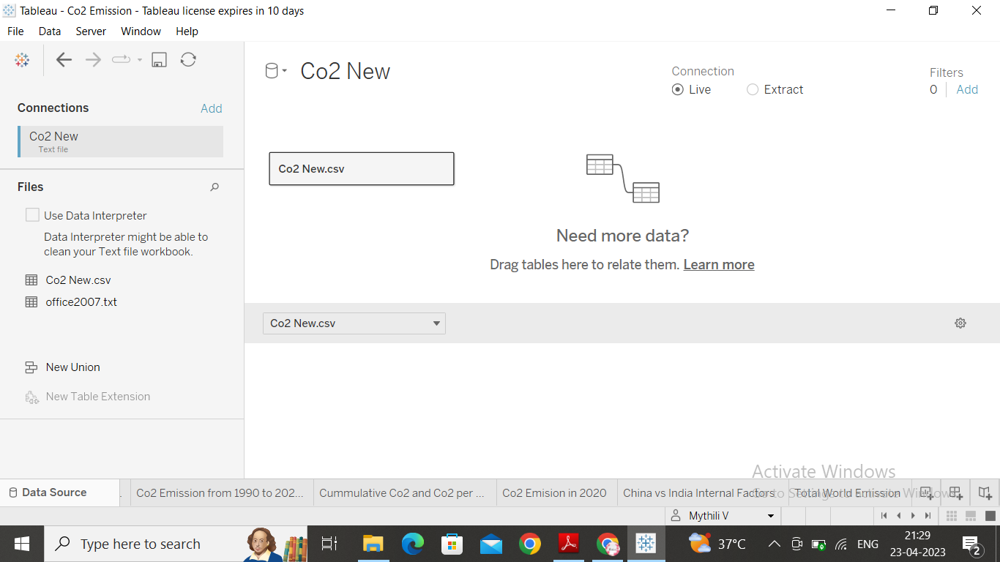 Tableau - Co2 Emission - Tableau license expires in 10 days
File Data Server Window Help
Connections Add
Co2 New
Text file
Files
Use Data Interpreter
Data Interpreter might be able to
clean your Text file workbook.
Co2 New.csv
office2007.txt
New Union
New Table Extension
Co2 New
Connection
Live Extract
Filters
0 Add
Co2 New.csv
Need more data?
Drag tables here to relate them. Learn more
Co2 New.csv
Activate Windows
Go to Settings to activate Windows.
Data Source Co2 Emission from 1990 to 202... Cummulative Co2 and Co2 per ... Co2 Emision in 2020 China vs India Internal Factors Total World Emission
Mythili V
Type here to search
37°C ENG
21:29
23-04-2023
2